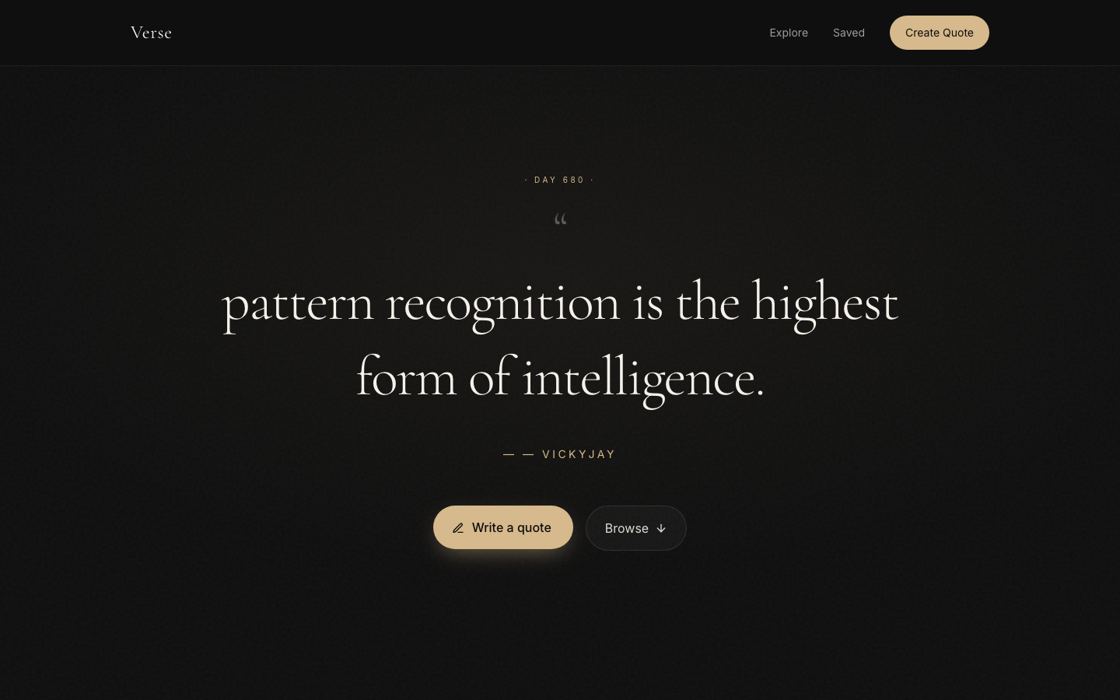 Verse
Explore
Saved
Create Quote
· DAY 680 ·
“
pattern recognition is the highest
form of intelligence.
— — VICKYJAY
Write a quote
Browse ↓